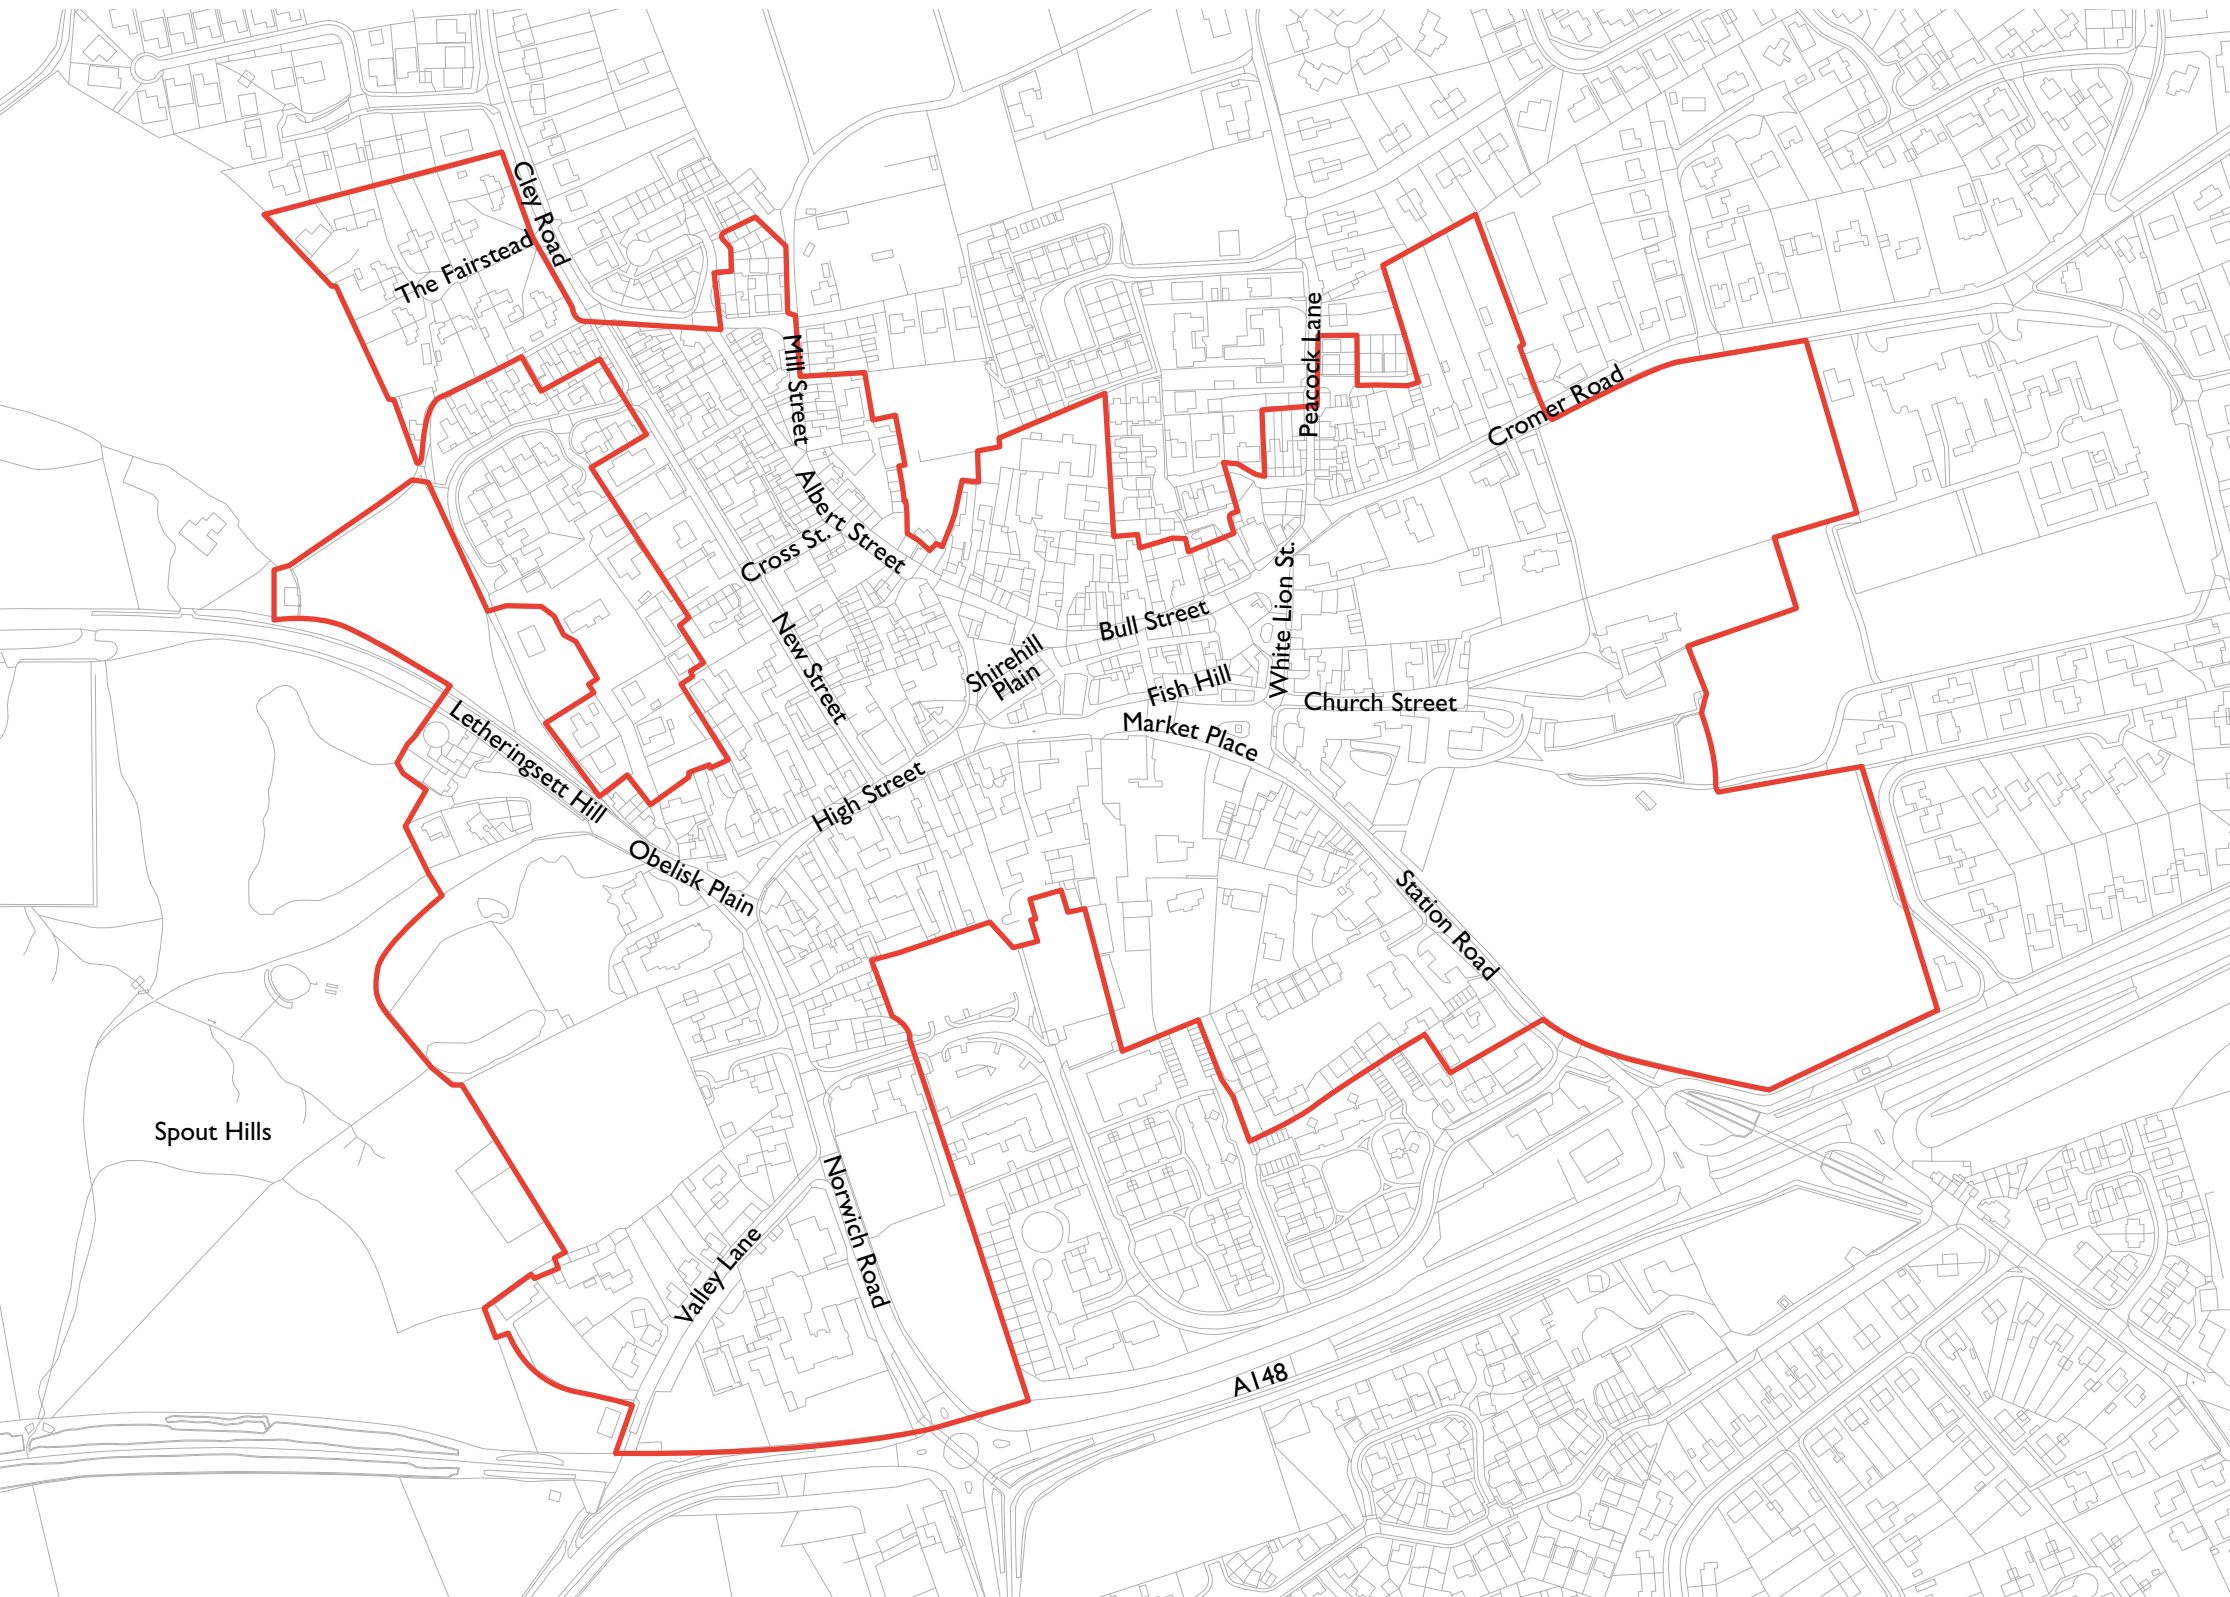 Cley Road
The Fairstead
Peacock Lane
Mill Street
Cromer Road
Albert Street
Cross St.
White Lion St.
Bull Street
New Street
Shirehill
Plain
Fish Hill
Church Street
Market Place
Letheringsett Hill
High Street
Obelisk Plain
Station Road
Spout Hills
Norwich Road
Valley Lane
A148